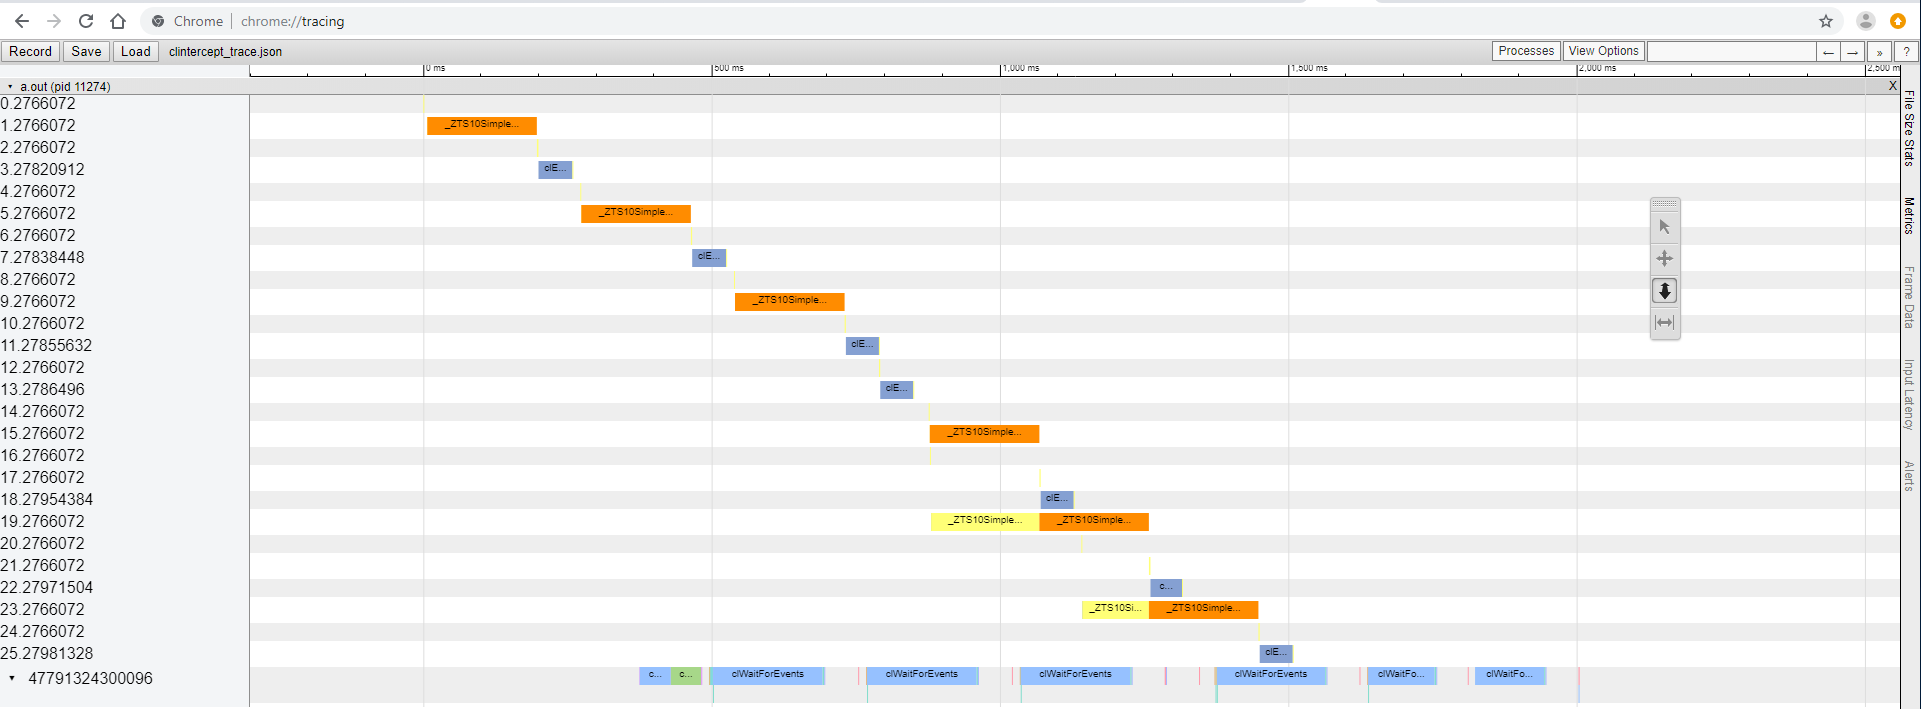 Chrome chrome://tracing
Record Save Load clintercept_trace.json Processes View Options ← → » ?
0 ms 500 ms 1,000 ms 1,500 ms 2,000 ms 2,500 m
a.out (pid 11274) X
0.2766072
1.2766072 _ZTS10Simple...
2.2766072
3.27820912 clE...
4.2766072
5.2766072 _ZTS10Simple...
6.2766072
7.27838448 clE...
8.2766072
9.2766072 _ZTS10Simple...
10.2766072
11.27855632 clE...
12.2766072
13.2786496 clE...
14.2766072
15.2766072 _ZTS10Simple...
16.2766072
17.2766072
18.27954384 clE...
19.2766072 _ZTS10Simple... _ZTS10Simple...
20.2766072
21.2766072
22.27971504 c...
23.2766072 _ZTS10Si... _ZTS10Simple...
24.2766072
25.27981328 clE...
47791324300096 c... c... clWaitForEvents clWaitForEvents clWaitForEvents clWaitForEvents clWaitFo... clWaitFo...
File Size Stats
Metrics
Frame Data
Input Latency
Alerts